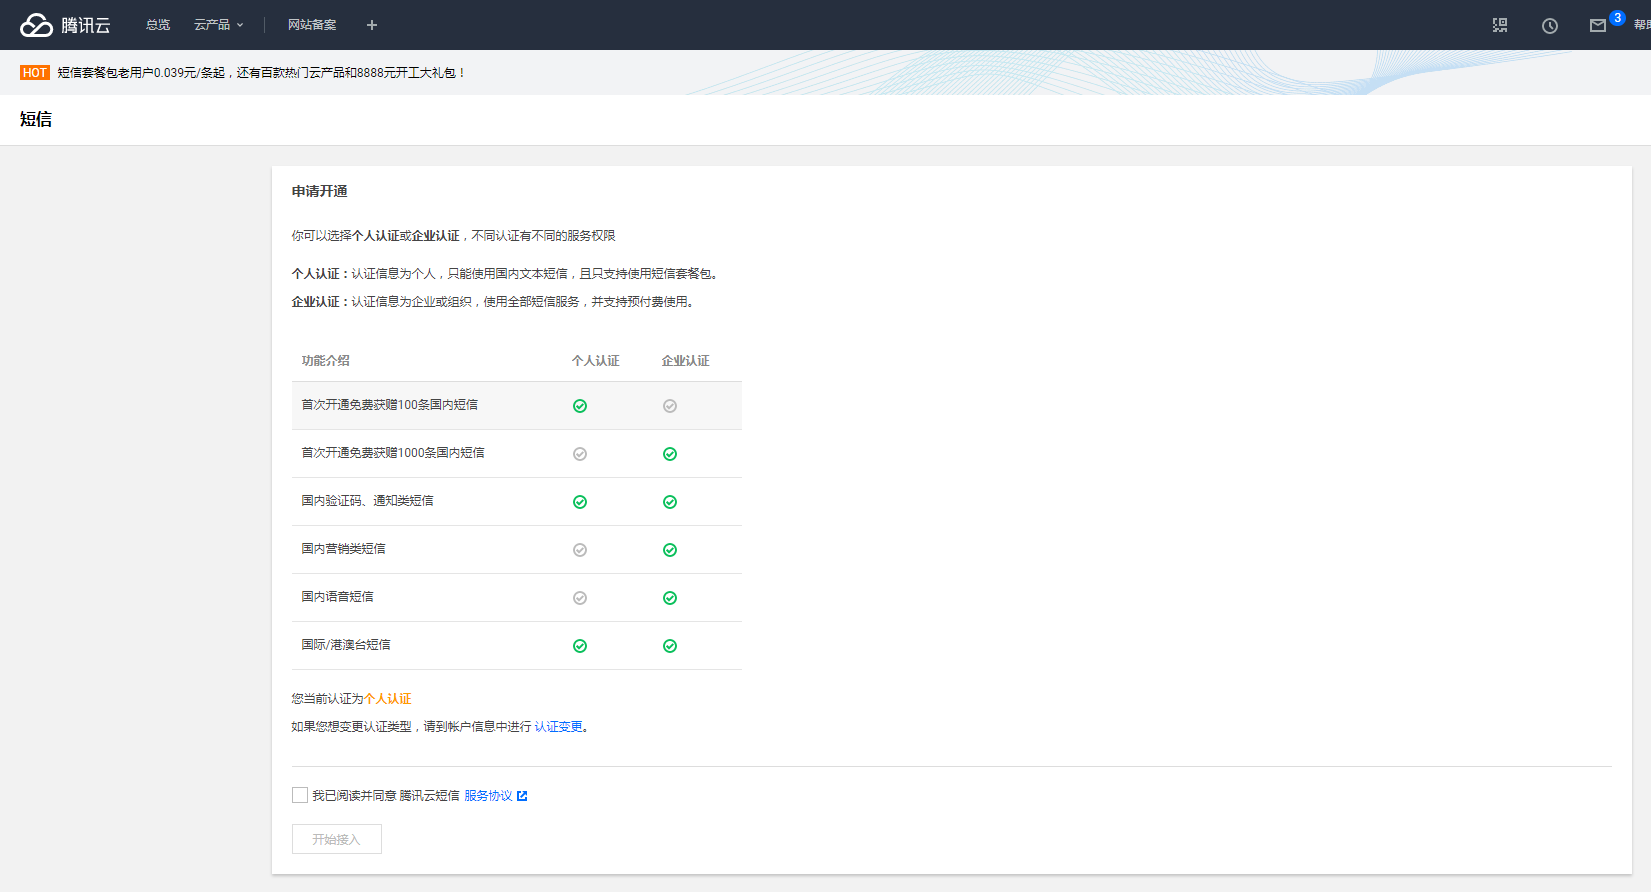 腾讯云 总览 云产品 网站备案 + 3
HOT 短信套餐包老用户0.039元/条起，还有百款热门云产品和8888元开工大礼包！
短信
申请开通
你可以选择个人认证或企业认证，不同认证有不同的服务权限
个人认证：认证信息为个人，只能使用国内文本短信，且只支持使用短信套餐包。
企业认证：认证信息为企业或组织，使用全部短信服务，并支持预付费使用。
功能介绍 个人认证 企业认证
首次开通免费获赠100条国内短信
首次开通免费获赠1000条国内短信
国内验证码、通知类短信
国内营销类短信
国内语音短信
国际/港澳台短信
您当前认证为个人认证
如果您想变更认证类型，请到帐户信息中进行 认证变更。
我已阅读并同意 腾讯云短信 服务协议
开始接入